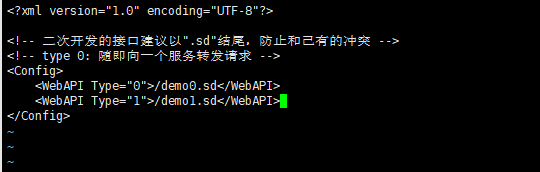 <?xml version="1.0" encoding="UTF-8"?>
<!-- 二次开发的接口建议以".sd"结尾，防止和已有的冲突 -->
<!-- type 0: 随即向一个服务转发请求 -->
<Config>
<WebAPI Type="0">/demo0.sd</WebAPI>
<WebAPI Type="1">/demo1.sd</WebAPI>
</Config>
~
~
~